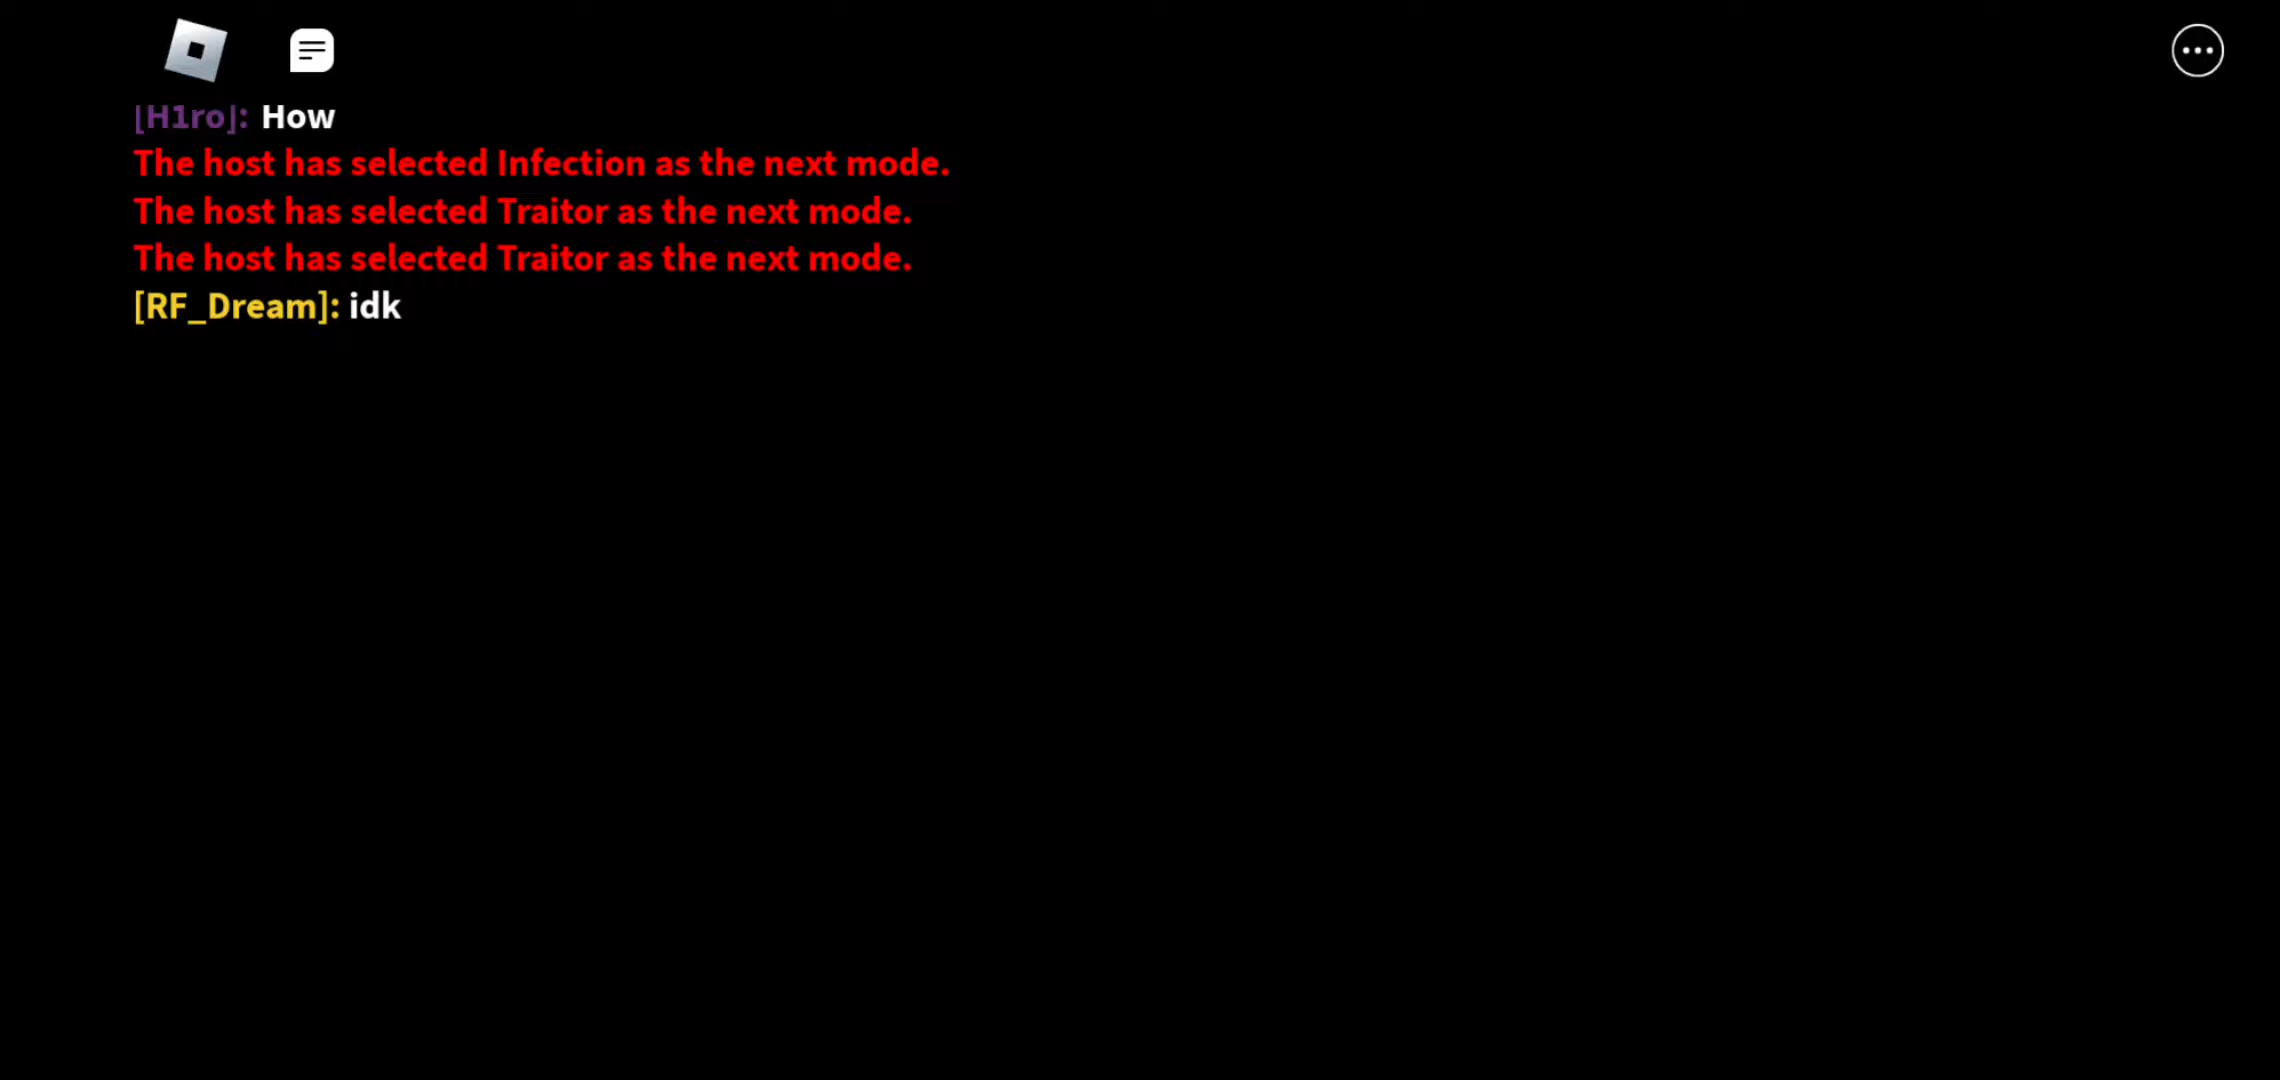 [H1ro]: How
The host has selected Infection as the next mode.
The host has selected Traitor as the next mode.
The host has selected Traitor as the next mode.
[RF_Dream]: idk